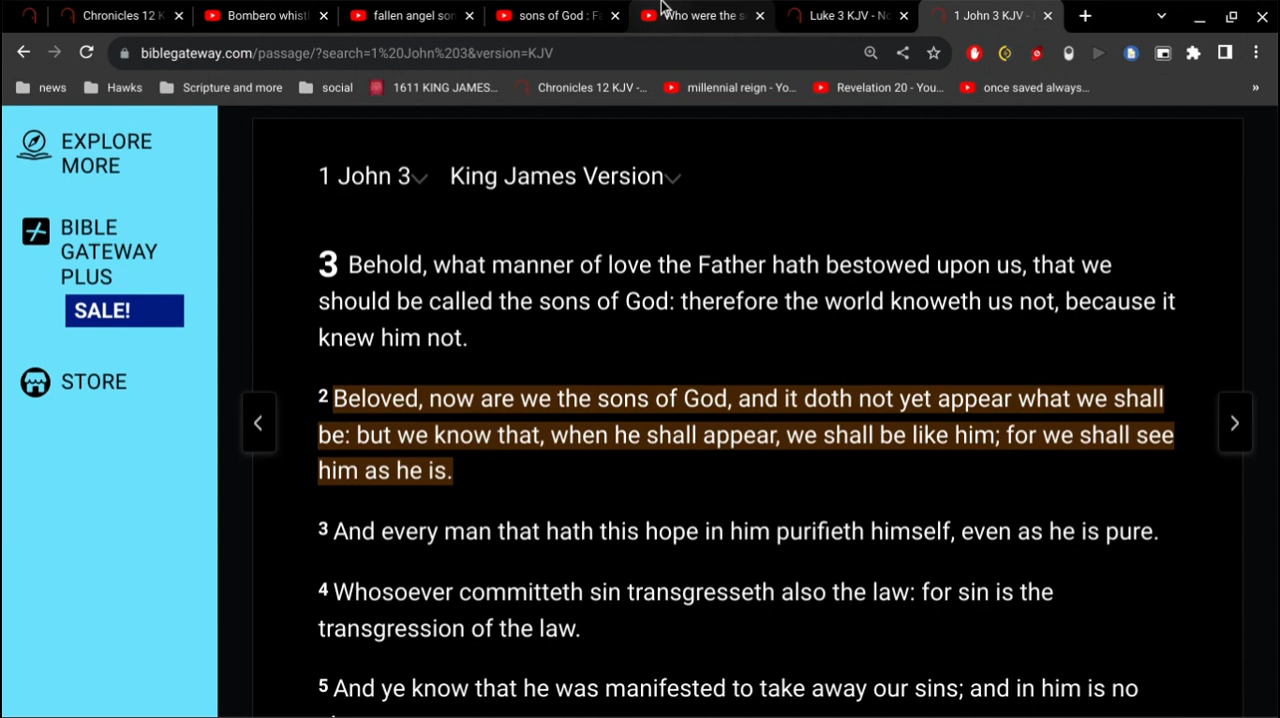 Chronicles 12 K
Bombero whist
fallen angel so
sons of God : F
Who were the s
Luke 3 KJV - N
1 John 3 KJV -
biblegateway.com/passage/?search=1%20John%203&version=KJV
news
Hawks
Scripture and more
social
1611 KING JAMES...
Chronicles 12 KJV -...
millennial reign - Yo...
Revelation 20 - You...
once saved always...
»
EXPLORE
MORE
BIBLE
GATEWAY
PLUS
SALE!
STORE
1 John 3 King James Version
3 Behold, what manner of love the Father hath bestowed upon us, that we
should be called the sons of God: therefore the world knoweth us not, because it
knew him not.
2 Beloved, now are we the sons of God, and it doth not yet appear what we shall
be: but we know that, when he shall appear, we shall be like him; for we shall see
him as he is.
3 And every man that hath this hope in him purifieth himself, even as he is pure.
4 Whosoever committeth sin transgresseth also the law: for sin is the
transgression of the law.
5 And ye know that he was manifested to take away our sins; and in him is no